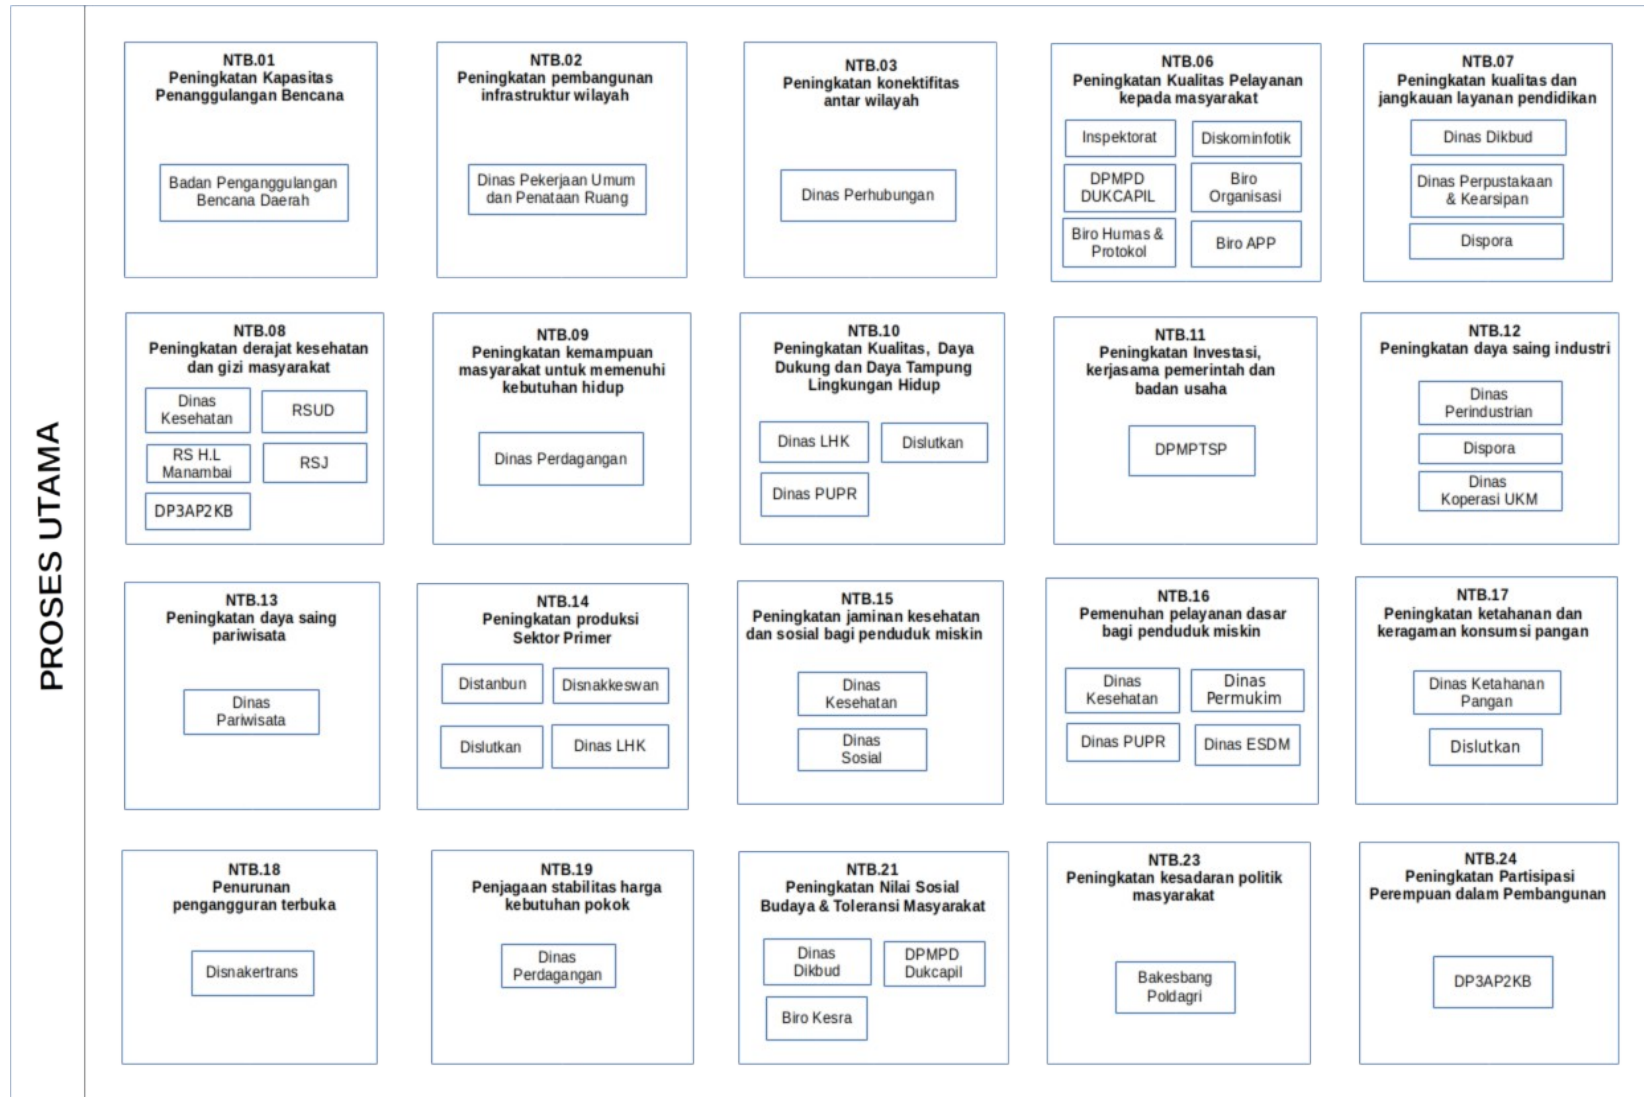 PROSES UTAMA
NTB.01
Peningkatan Kapasitas
Penanggulangan Bencana
Badan Penganggulangan
Bencana Daerah
NTB.02
Peningkatan pembangunan
infrastruktur wilayah
Dinas Pekerjaan Umum
dan Penataan Ruang
NTB.03
Peningkatan konektifitas
antar wilayah
Dinas Perhubungan
NTB.06
Peningkatan Kualitas Pelayanan
kepada masyarakat
Inspektorat
Diskominfotik
DPMPD
DUKCAPIL
Biro
Organisasi
Biro Humas &
Protokol
Biro APP
NTB.07
Peningkatan kualitas dan
jangkauan layanan pendidikan
Dinas Dikbud
Dinas Perpustakaan
& Kearsipan
Dispora
NTB.08
Peningkatan derajat kesehatan
dan gizi masyarakat
Dinas
Kesehatan
RSUD
RS H.L
Manambai
RSJ
DP3AP2KB
NTB.09
Peningkatan kemampuan
masyarakat untuk memenuhi
kebutuhan hidup
Dinas Perdagangan
NTB.10
Peningkatan Kualitas, Daya
Dukung dan Daya Tampung
Lingkungan Hidup
Dinas LHK
Dislutkan
Dinas PUPR
NTB.11
Peningkatan Investasi,
kerjasama pemerintah dan
badan usaha
DPMPTSP
NTB.12
Peningkatan daya saing industri
Dinas
Perindustrian
Dispora
Dinas
Koperasi UKM
NTB.13
Peningkatan daya saing
pariwisata
Dinas
Pariwisata
NTB.14
Peningkatan produksi
Sektor Primer
Distanbun
Disnakkeswan
Dislutkan
Dinas LHK
NTB.15
Peningkatan jaminan kesehatan
dan sosial bagi penduduk miskin
Dinas
Kesehatan
Dinas
Sosial
NTB.16
Pemenuhan pelayanan dasar
bagi penduduk miskin
Dinas
Kesehatan
Dinas
Permukim
Dinas PUPR
Dinas ESDM
NTB.17
Peningkatan ketahanan dan
keragaman konsumsi pangan
Dinas Ketahanan
Pangan
Dislutkan
NTB.18
Penurunan
pengangguran terbuka
Disnakertrans
NTB.19
Penjagaan stabilitas harga
kebutuhan pokok
Dinas
Perdagangan
NTB.21
Peningkatan Nilai Sosial
Budaya & Toleransi Masyarakat
Dinas
Dikbud
DPMPD
Dukcapil
Biro Kesra
NTB.23
Peningkatan kesadaran politik
masyarakat
Bakesbang
Poldagri
NTB.24
Peningkatan Partisipasi
Perempuan dalam Pembangunan
DP3AP2KB